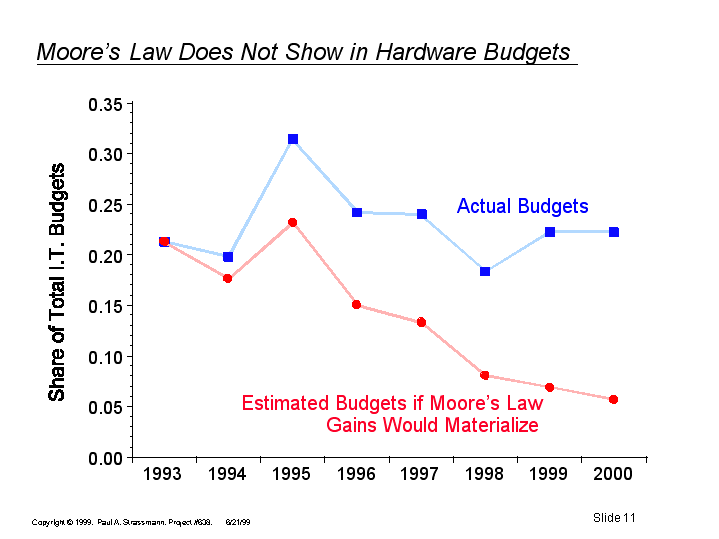 Moore's Law Does Not Show in Hardware Budgets
Share of Total I.T. Budgets
0.35
0.30
0.25
0.20
0.15
0.10
0.05
0.00
Actual Budgets
Estimated Budgets if Moore's Law
Gains Would Materialize
1993 1994 1995 1996 1997 1998 1999 2000
Copyright © 1999. Paul A. Strassmann. Project #638. 6/21/99
Slide 11